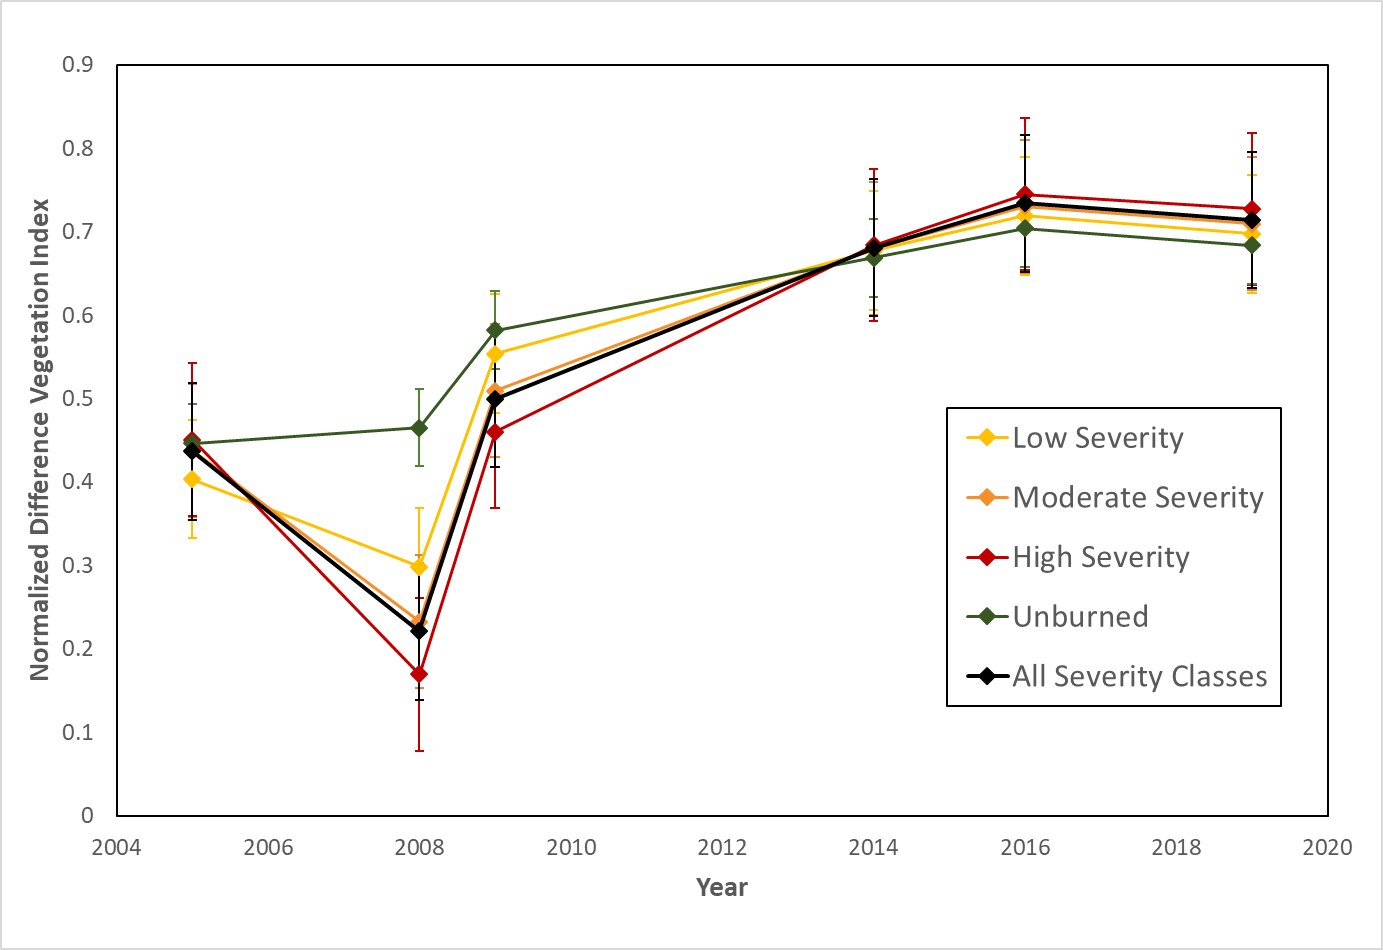 0.9
0.8
0.7
0.6
0.5
0.4
0.3
0.2
0.1
0
Normalized Difference Vegetation Index
Low Severity
Moderate Severity
High Severity
Unburned
All Severity Classes
2004 2006 2008 2010 2012 2014 2016 2018 2020
Year